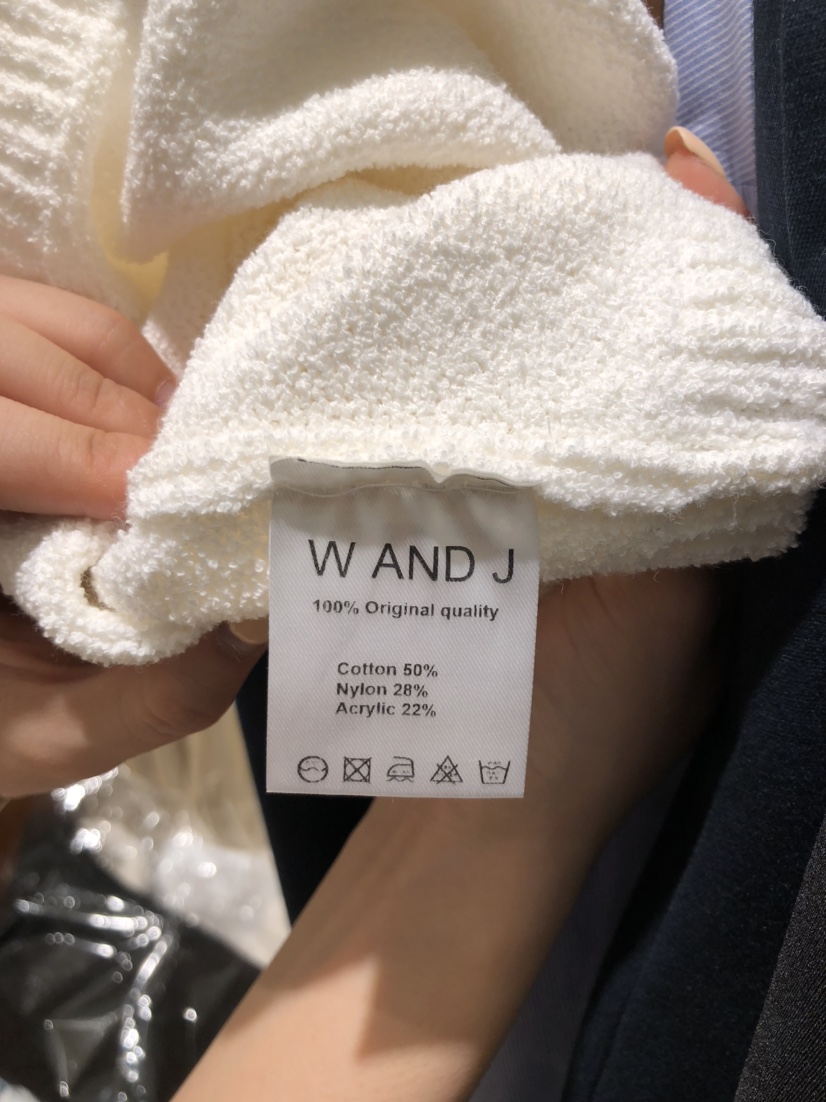 W AND J
100% Original quality
Cotton 50%
Nylon 28%
Acrylic 22%